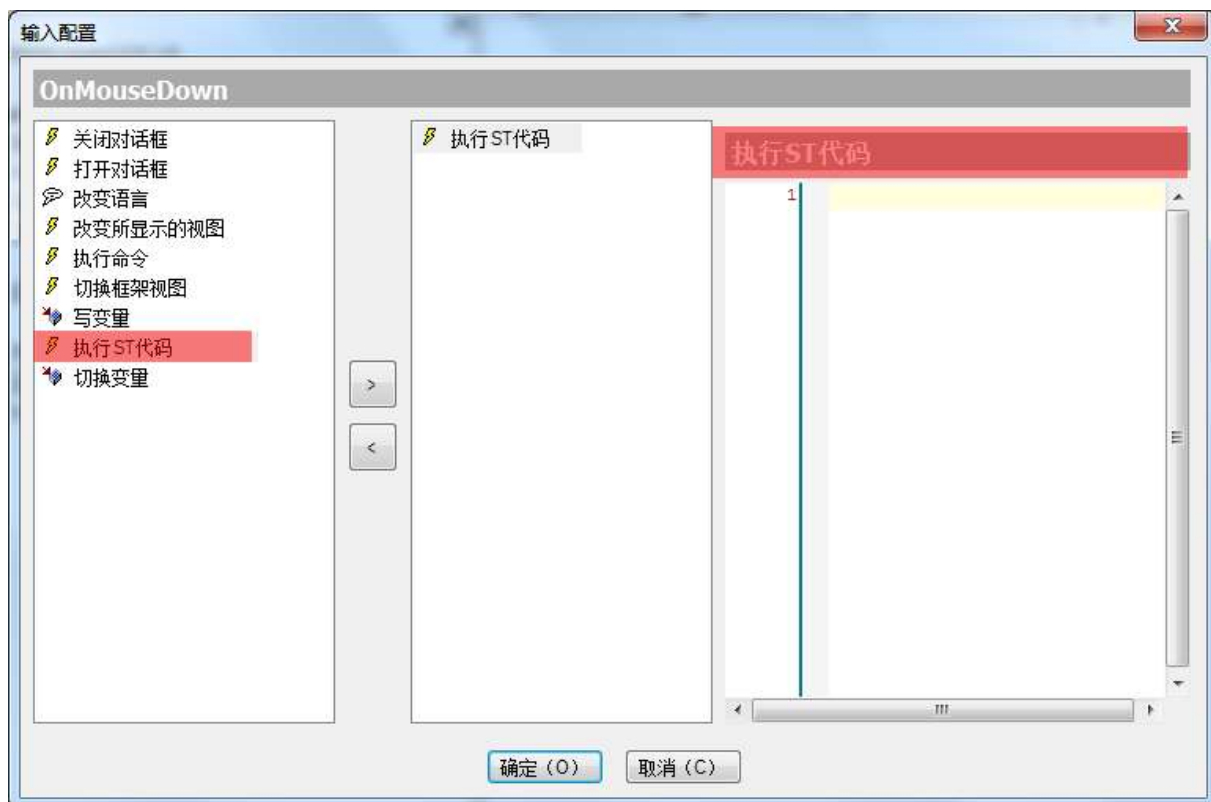 输入配置
OnMouseDown
关闭对话框
打开对话框
改变语言
改变所显示的视图
执行命令
切换框架视图
写变量
执行ST代码
切换变量
>
<
执行ST代码
执行ST代码
1
确定(O)
取消(C)